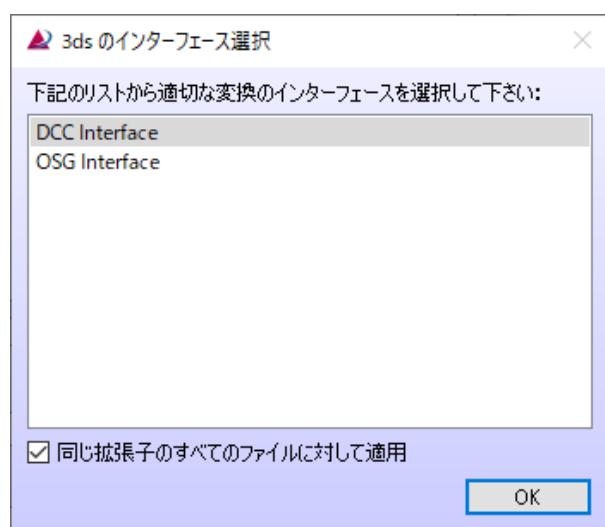 3ds のインターフェース選択
下記のリストから適切な変換のインターフェースを選択して下さい:
DCC Interface
OSG Interface
同じ拡張子のすべてのファイルに対して適用
OK